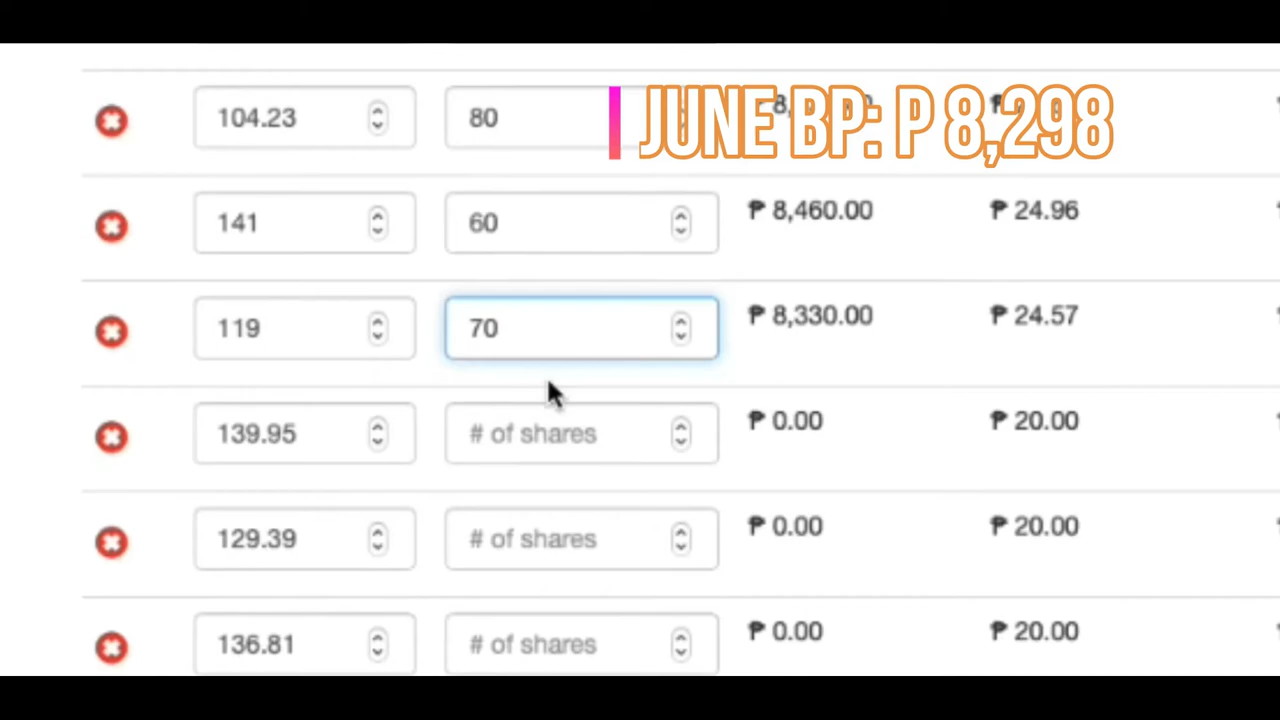 JUNE BP: P 8,298
104.23 80
141 60 ₱ 8,460.00 ₱ 24.96
119 70 ₱ 8,330.00 ₱ 24.57
139.95 # of shares ₱ 0.00 ₱ 20.00
129.39 # of shares ₱ 0.00 ₱ 20.00
136.81 # of shares ₱ 0.00 ₱ 20.00